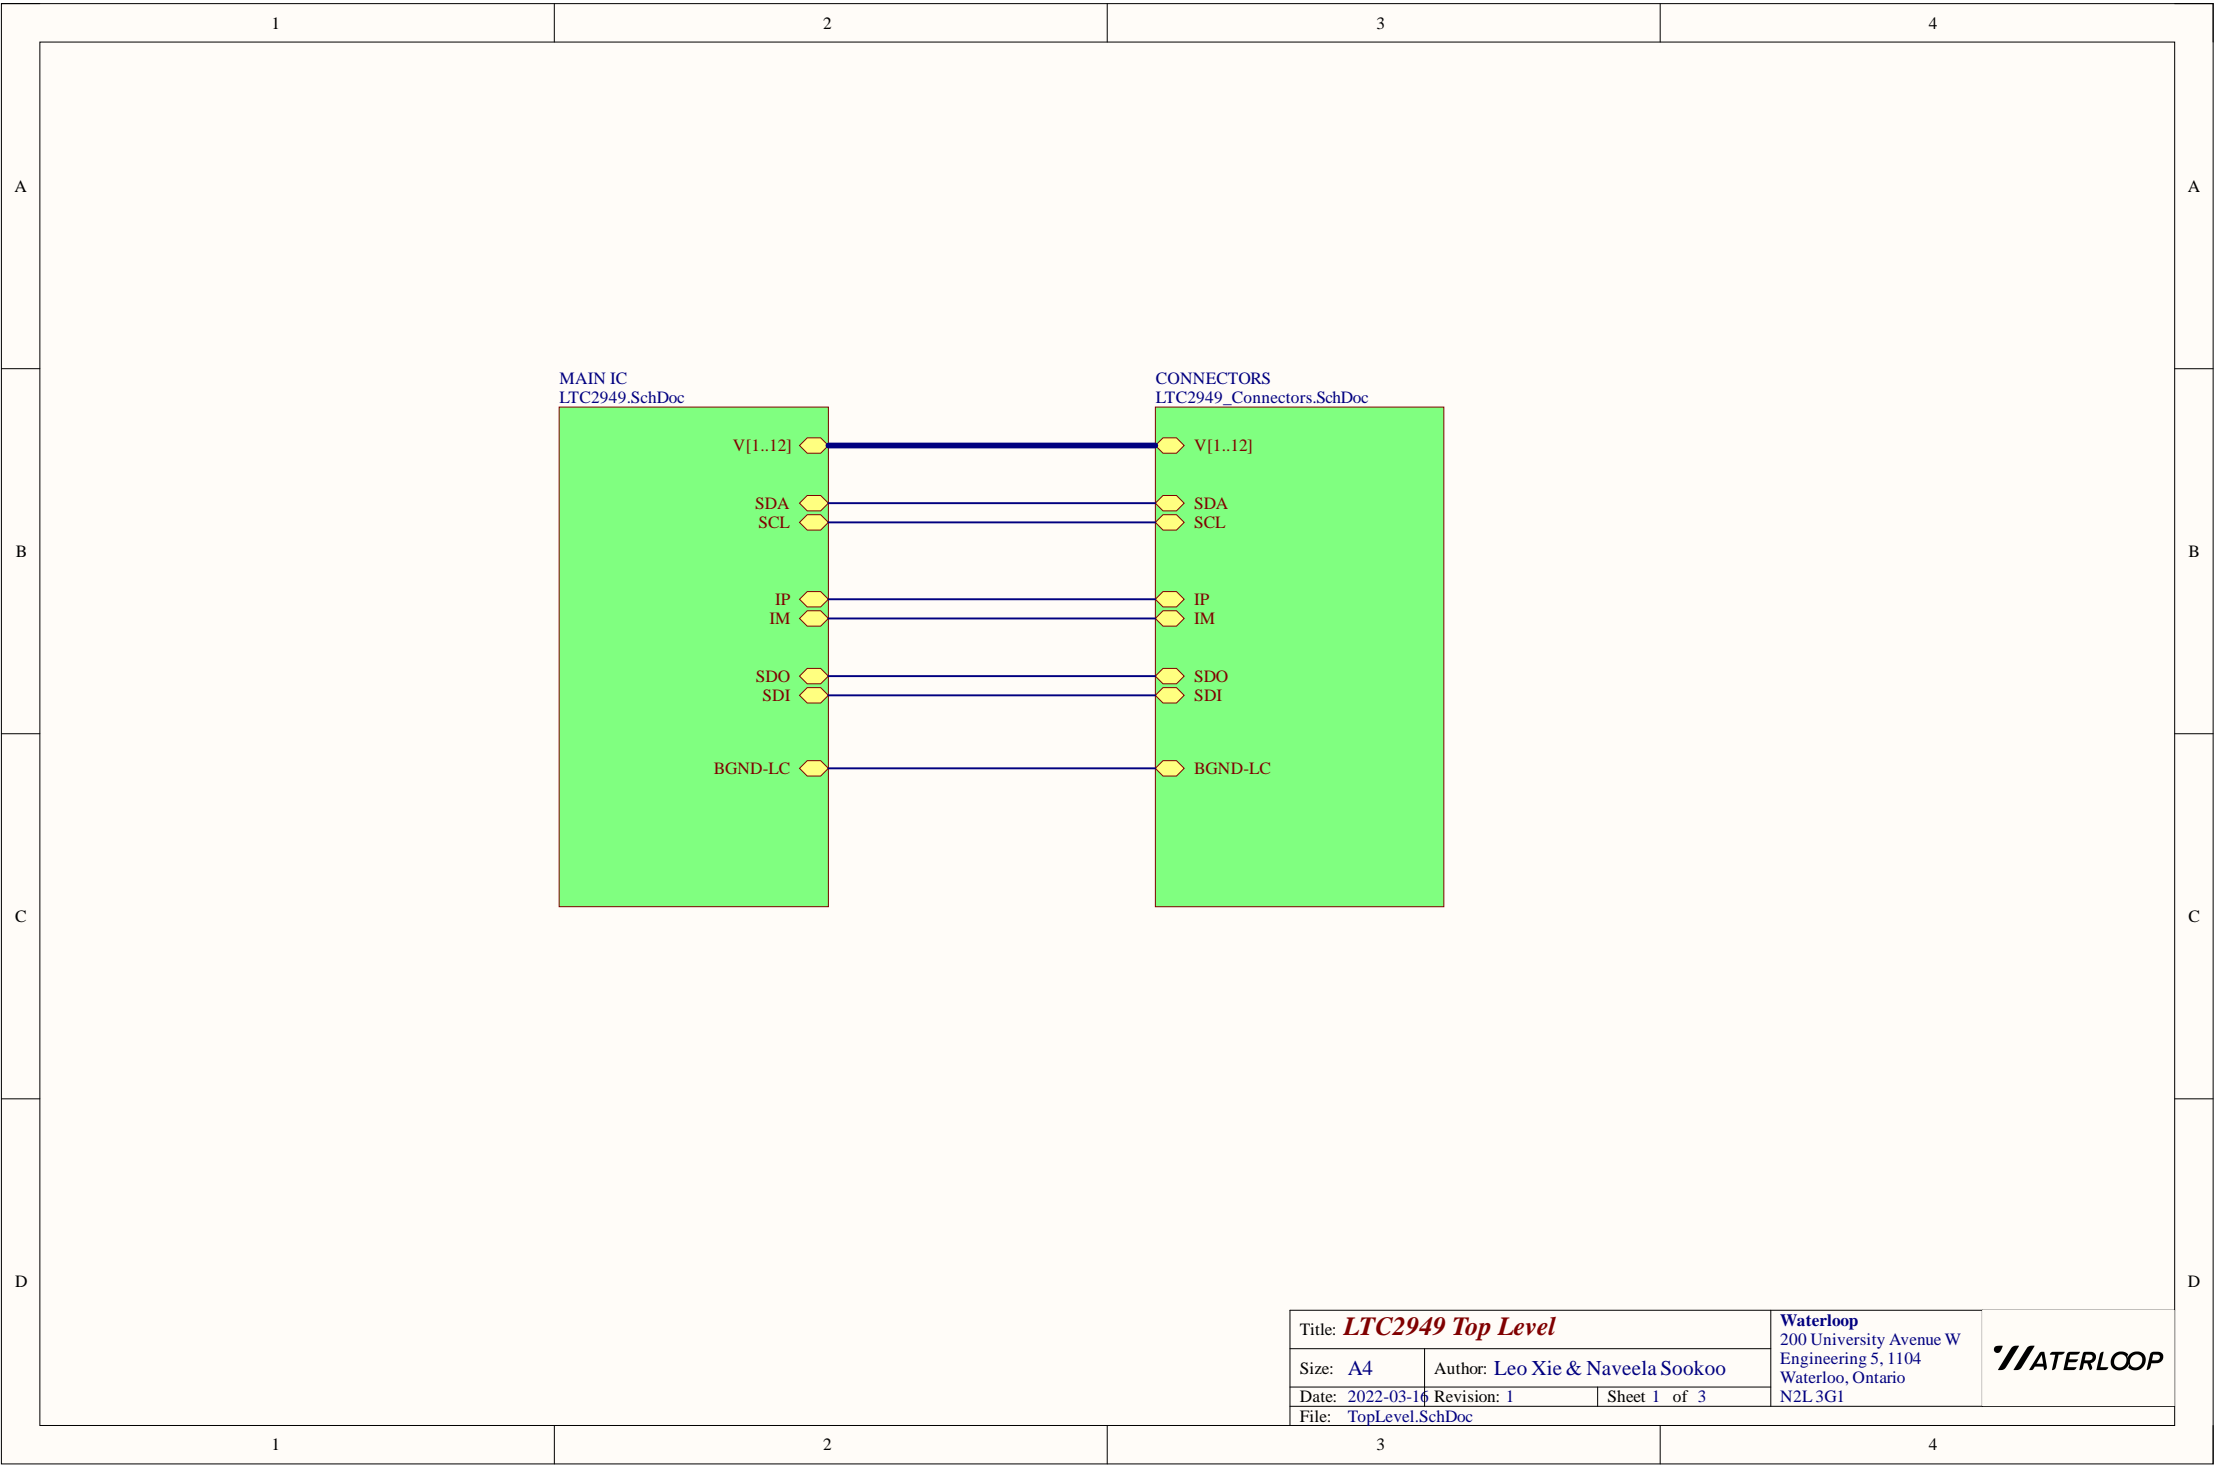 1 2 3 4
A A
MAIN IC
LTC2949.SchDoc
CONNECTORS
LTC2949_Connectors.SchDoc
V[1..12] V[1..12]
SDA SDA
SCL SCL
B B
IP IP
IM IM
SDO SDO
SDI SDI
BGND-LC BGND-LC
C C
D D
Title: LTC2949 Top Level
Size: A4 Author: Leo Xie & Naveela Sookoo
Date: 2022-03-16 Revision: 1 Sheet 1 of 3
File: TopLevel.SchDoc
Waterloop
200 University Avenue W
Engineering 5, 1104
Waterloo, Ontario
N2L 3G1
WATERLOOP
1 2 3 4